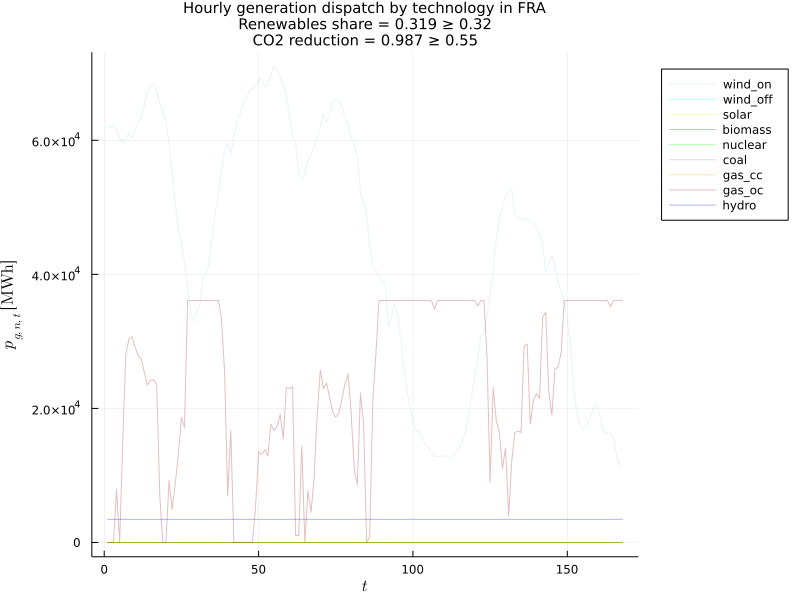 Hourly generation dispatch by technology in FRA
Renewables share = 0.319 ≥ 0.32
CO2 reduction = 0.987 ≥ 0.55
wind_on
wind_off
solar
biomass
nuclear
coal
gas_cc
gas_oc
hydro
6.0×10⁴
4.0×10⁴
2.0×10⁴
0
p_{g,n,t} [MWh]
0 50 100 150
t